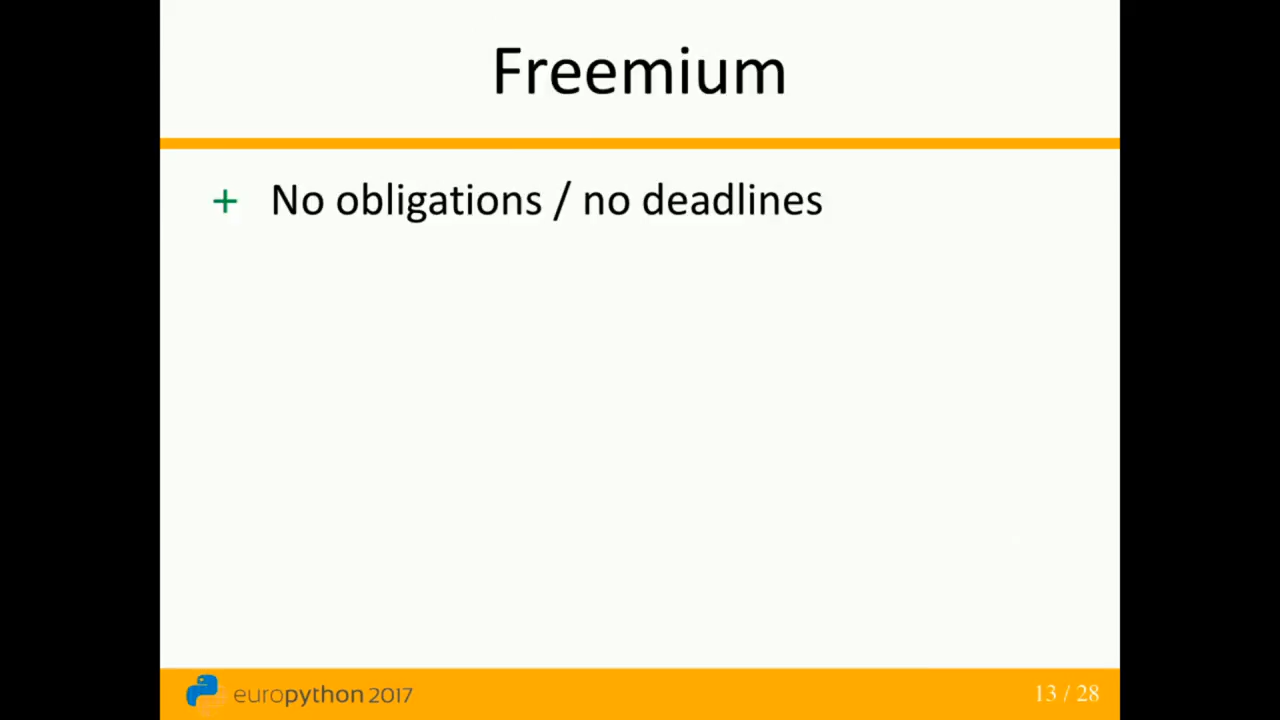 Freemium
+ No obligations / no deadlines
europython 2017
13 / 28